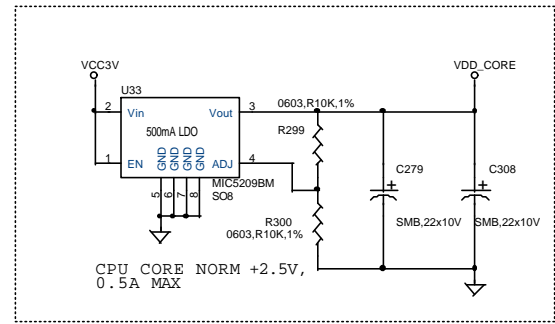 VCC3V
VDD_CORE
U33
2
Vin
Vout
3
0603,R10K,1%
500mA LDO
R299
1
EN
GND
GND
GND
GND
ADJ
4
C279
C308
MIC5209BM
SO8
5
6
7
8
R300
0603,R10K,1%
+
+
SMB,22x10V
SMB,22x10V
CPU CORE NORM +2.5V,
0.5A MAX